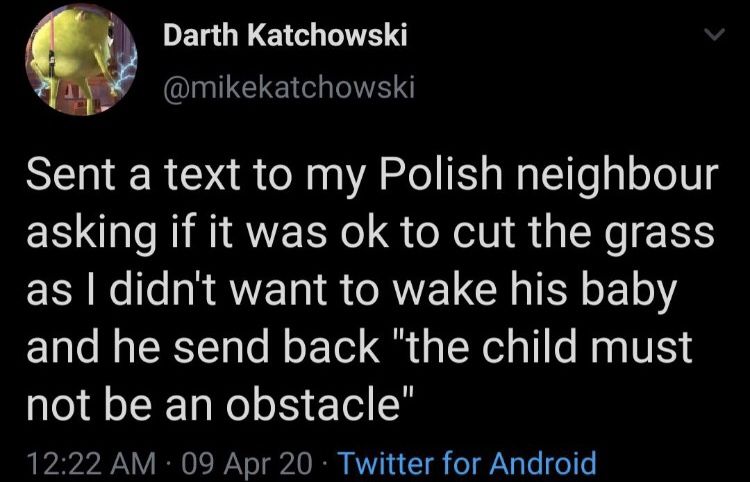 Darth Katchowski
@mikekatchowski
Sent a text to my Polish neighbour
asking if it was ok to cut the grass
as I didn't want to wake his baby
and he send back "the child must
not be an obstacle"
12:22 AM · 09 Apr 20 · Twitter for Android